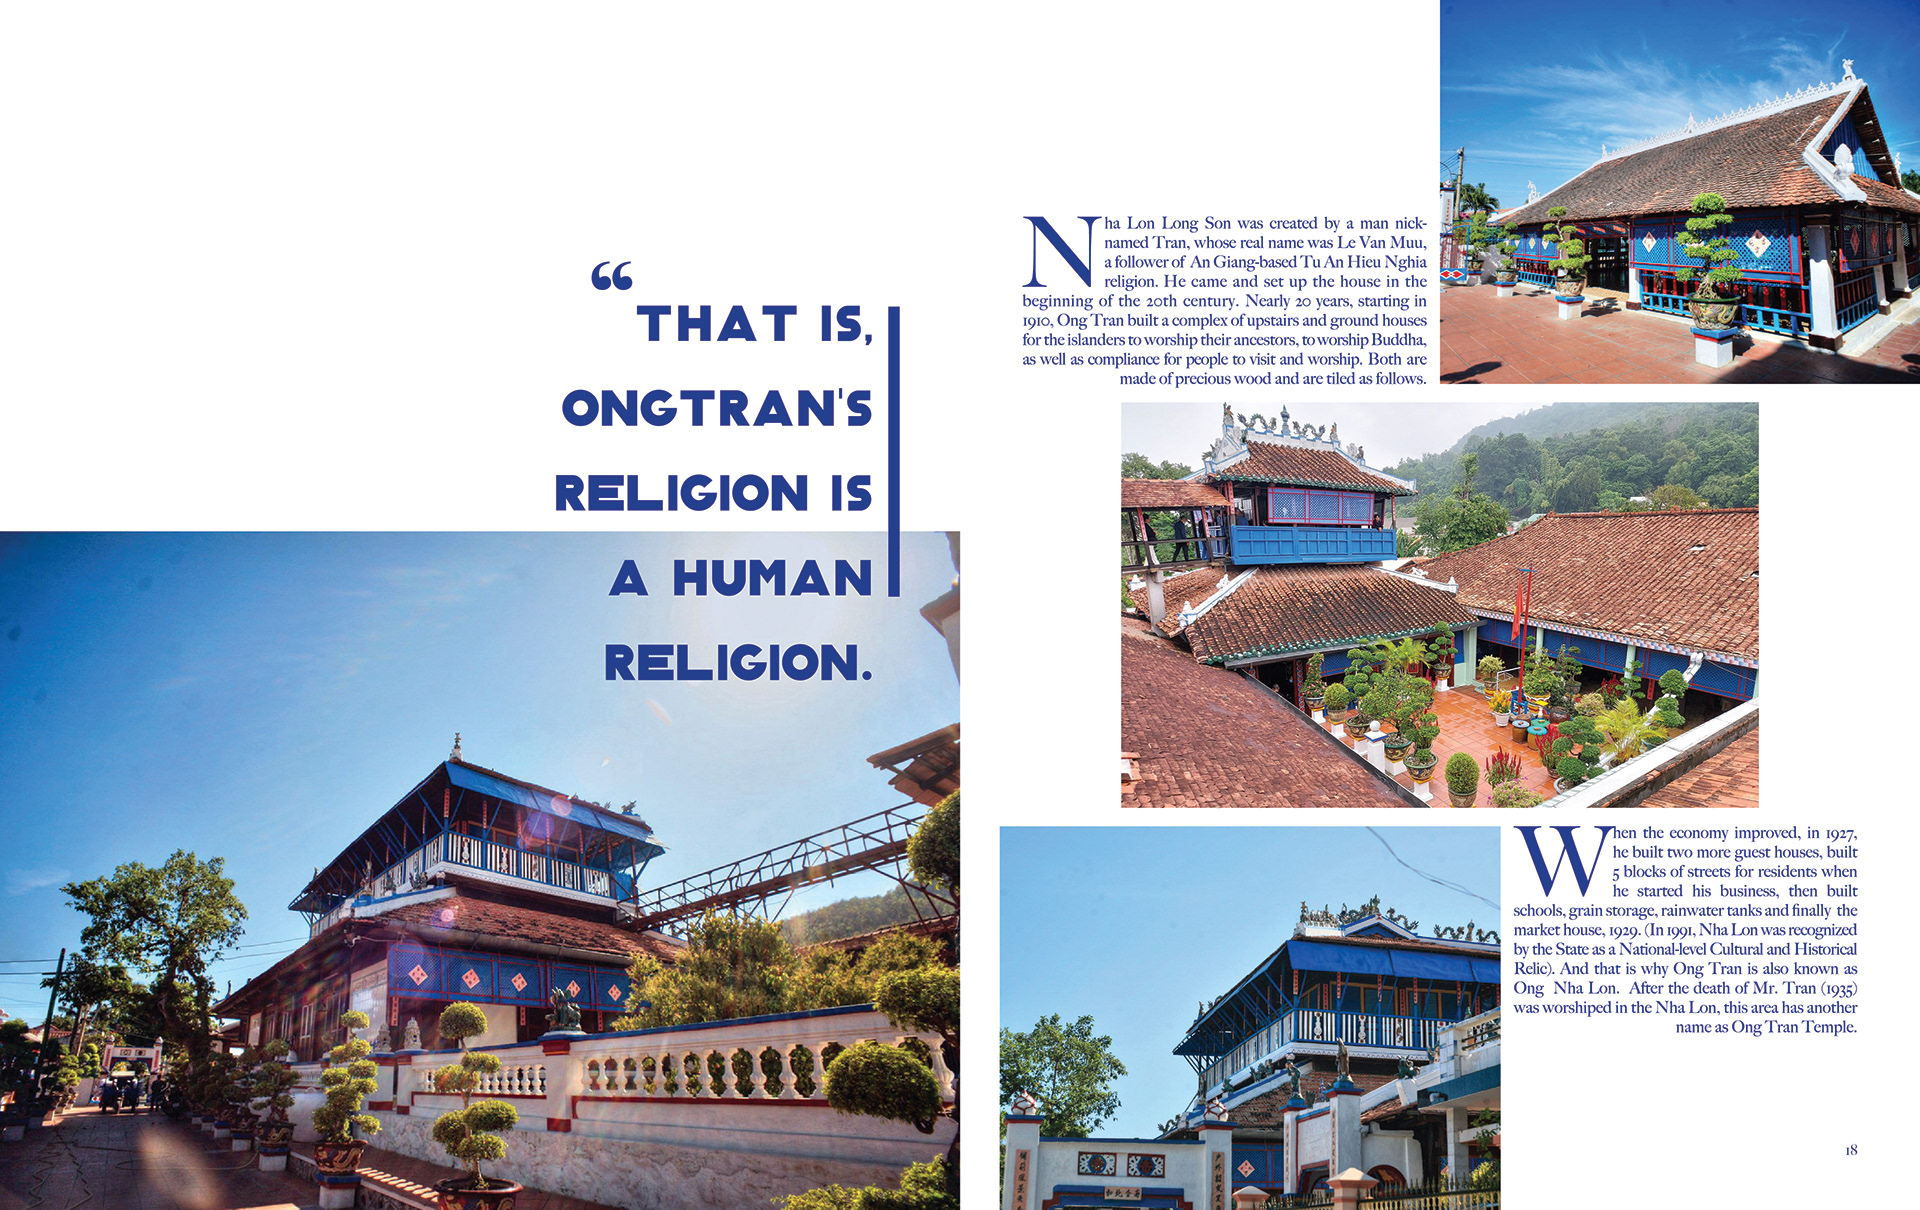 “
THAT IS,
ONGTRAN'S
RELIGION IS
A HUMAN
RELIGION.
Nha Lon Long Son was created by a man nick-
named Tran, whose real name was Le Van Muu,
a follower of An Giang-based Tu An Hieu Nghia
religion. He came and set up the house in the
beginning of the 20th century. Nearly 20 years, starting in
1910, Ong Tran built a complex of upstairs and ground houses
for the islanders to worship their ancestors, to worship Buddha,
as well as compliance for people to visit and worship. Both are
made of precious wood and are tiled as follows.
When the economy improved, in 1927,
he built two more guest houses, built
5 blocks of streets for residents when
he started his business, then built
schools, grain storage, rainwater tanks and finally the
market house, 1929. (In 1991, Nha Lon was recognized
by the State as a National-level Cultural and Historical
Relic). And that is why Ong Tran is also known as
Ong Nha Lon. After the death of Mr. Tran (1935)
was worshiped in the Nha Lon, this area has another
name as Ong Tran Temple.
18